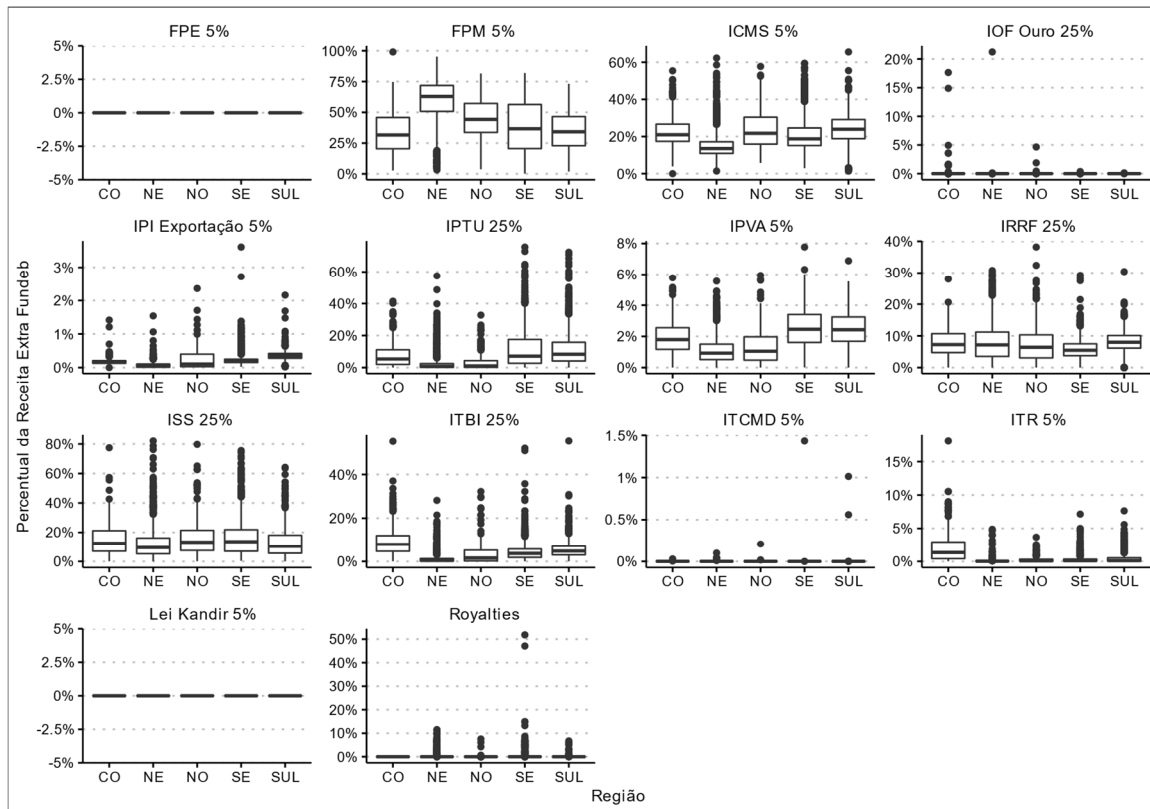 FPE 5%
5%
2.5%
0%
-2.5%
-5%
CO NE NO SE SUL
FPM 5%
100%
75%
50%
25%
0%
CO NE NO SE SUL
ICMS 5%
60%
40%
20%
0%
CO NE NO SE SUL
IOF Ouro 25%
20%
15%
10%
5%
0%
CO NE NO SE SUL
IPI Exportação 5%
3%
2%
1%
0%
CO NE NO SE SUL
IPTU 25%
60%
40%
20%
0%
CO NE NO SE SUL
IPVA 5%
8%
6%
4%
2%
0%
CO NE NO SE SUL
IRRF 25%
40%
30%
20%
10%
0%
CO NE NO SE SUL
ISS 25%
80%
60%
40%
20%
0%
CO NE NO SE SUL
ITBI 25%
40%
20%
0%
CO NE NO SE SUL
ITCMD 5%
1.5%
1%
0.5%
0%
CO NE NO SE SUL
ITR 5%
15%
10%
5%
0%
CO NE NO SE SUL
Lei Kandir 5%
5%
2.5%
0%
-2.5%
-5%
CO NE NO SE SUL
Royalties
50%
40%
30%
20%
10%
0%
CO NE NO SE SUL
Percentual da Receita Extra Fundeb
Região